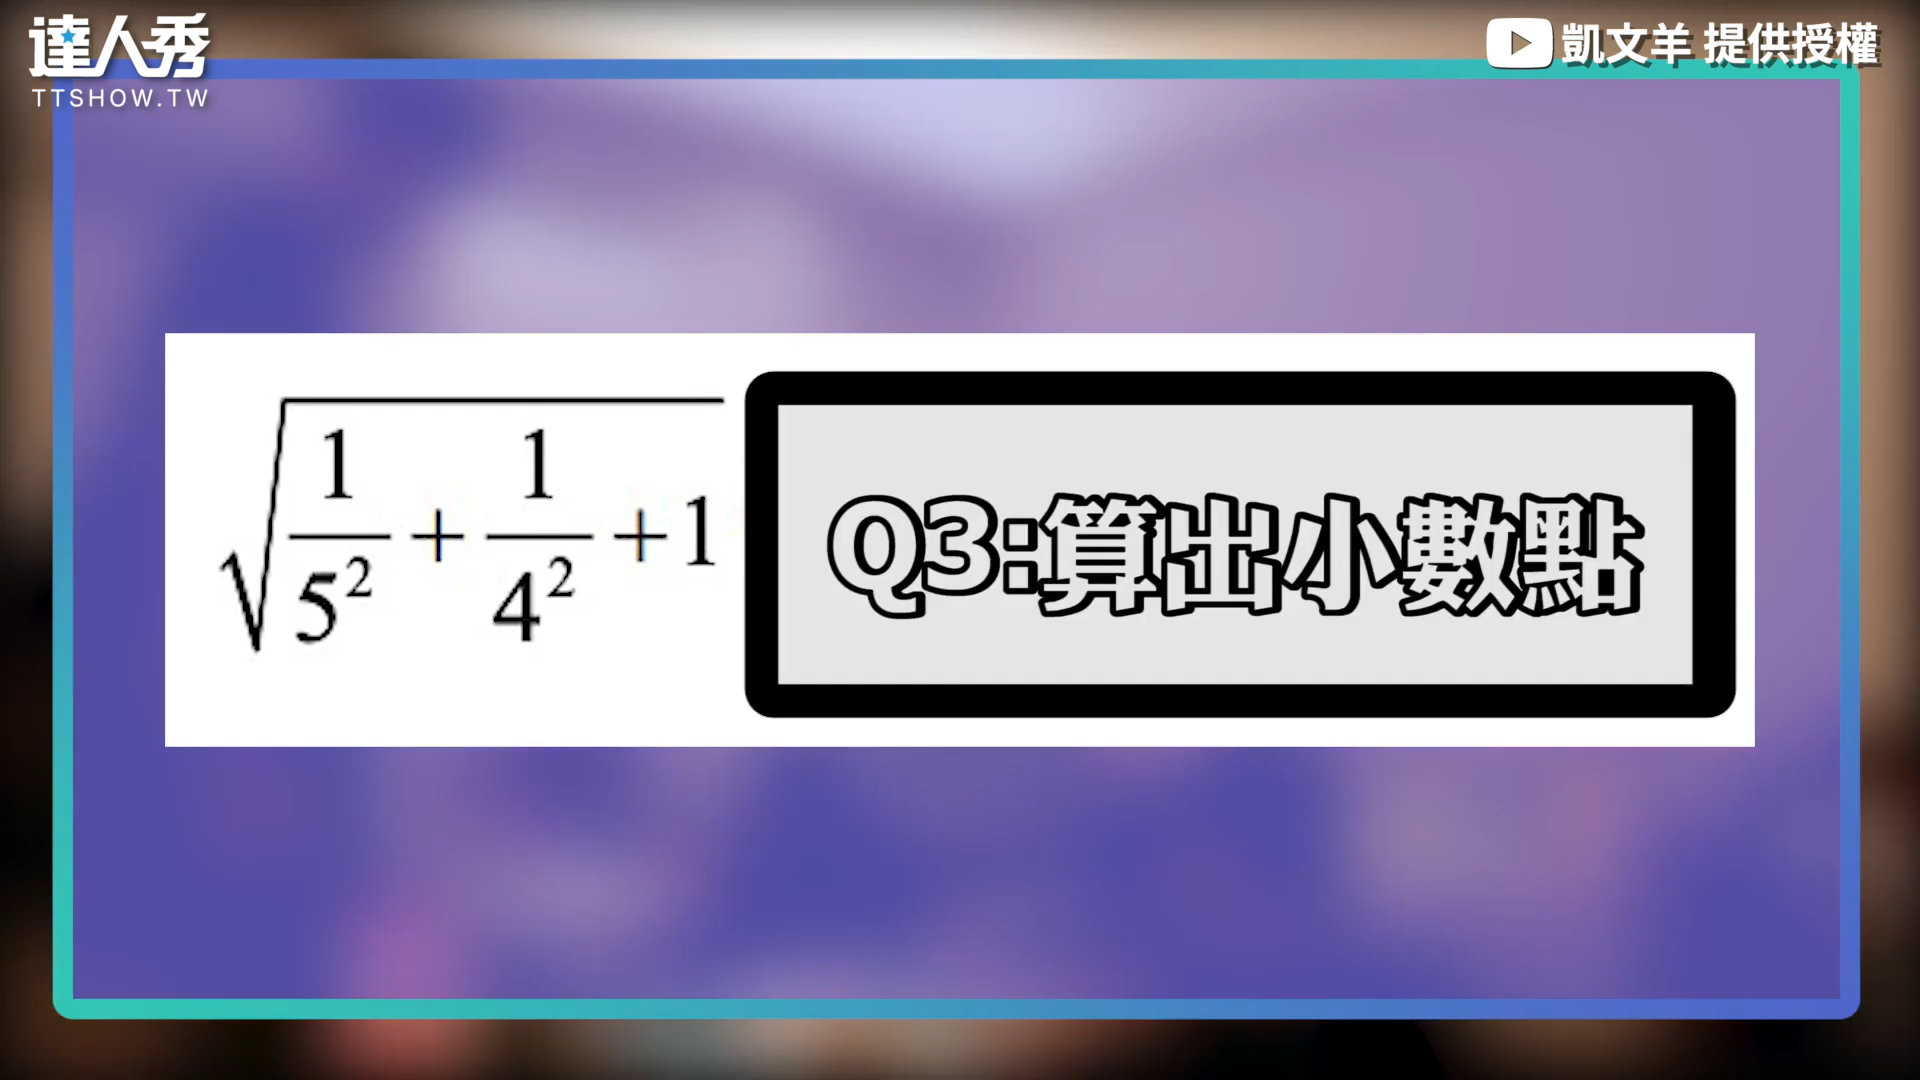 達人秀
TTSHOW.TW
凱文羊 提供授權
√(1/5² + 1/4² + 1)
Q3:算出小數點